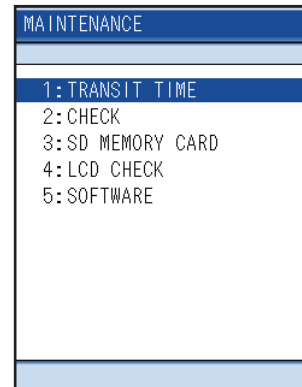 MAINTENANCE
1:TRANSIT TIME
2:CHECK
3:SD MEMORY CARD
4:LCD CHECK
5:SOFTWARE